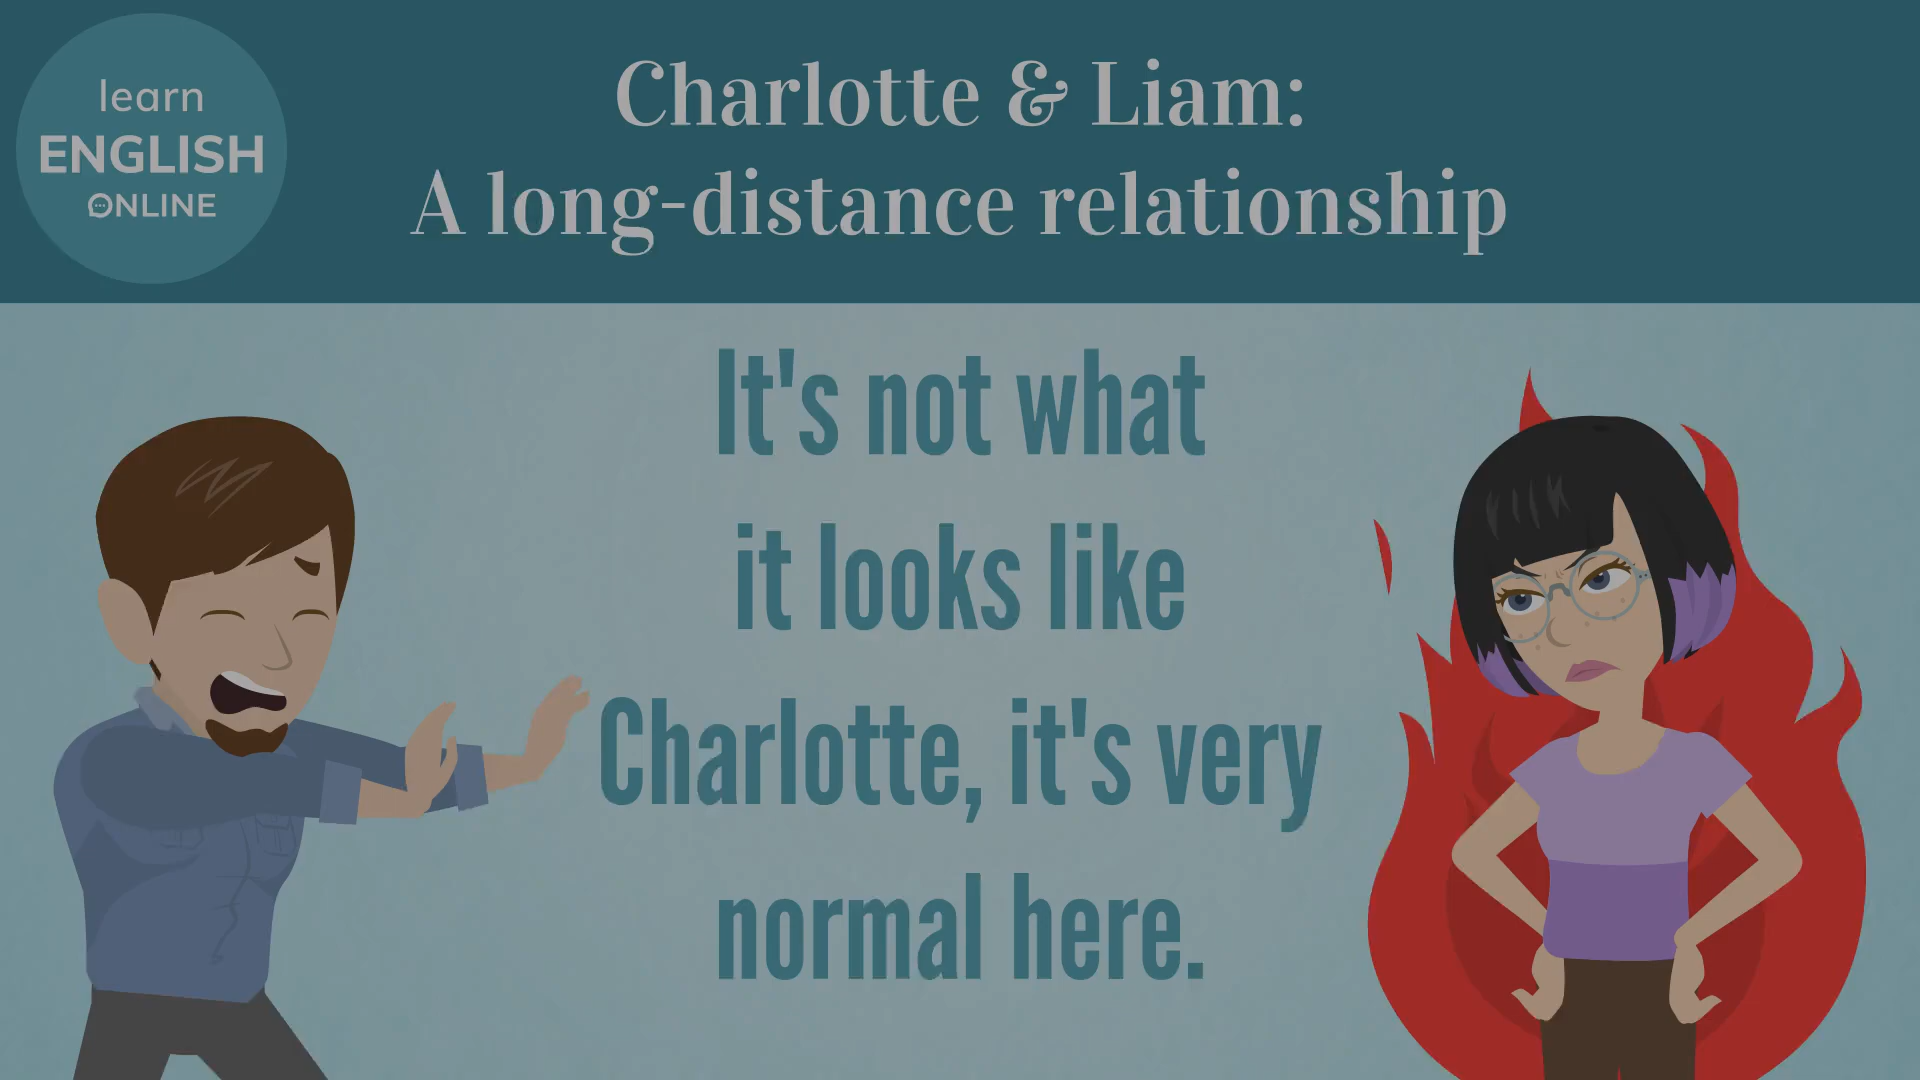 learn
ENGLISH
ONLINE
Charlotte & Liam:
A long-distance relationship
It's not what
it looks like
Charlotte, it's very
normal here.